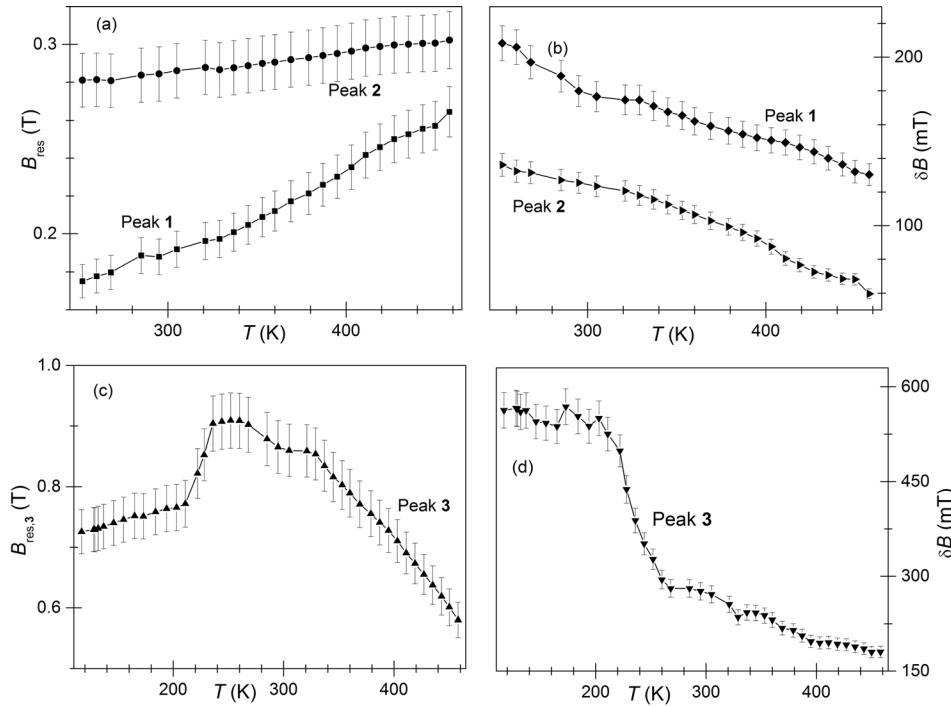 (a)
0.3
0.2
B_res (T)
Peak 2
Peak 1
300
400
T (K)
(b)
200
100
δB (mT)
Peak 1
Peak 2
300
400
T (K)
(c)
1.0
0.8
0.6
B_res,3 (T)
Peak 3
200
300
400
T (K)
(d)
600
450
300
150
δB (mT)
Peak 3
200
300
400
T (K)